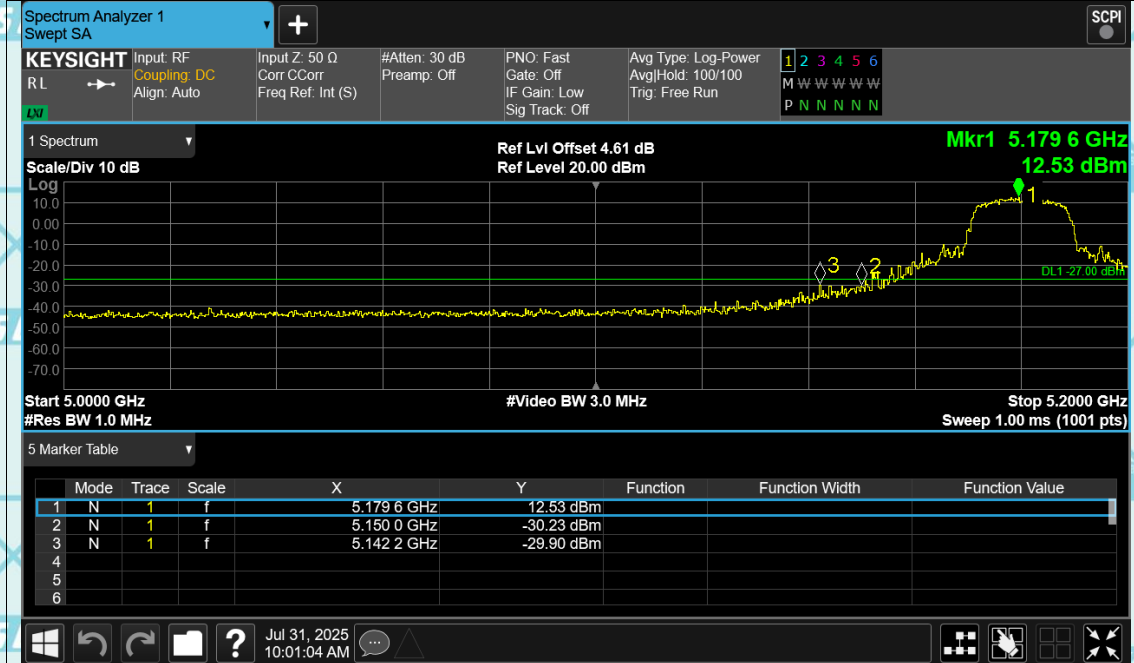 Spectrum Analyzer 1
Swept SA
+
SCPI
KEYSIGHT
RL
LXI
Input: RF
Coupling: DC
Align: Auto
Input Z: 50 Ω
Corr CCorr
Freq Ref: Int (S)
#Atten: 30 dB
Preamp: Off
PNO: Fast
Gate: Off
IF Gain: Low
Sig Track: Off
Avg Type: Log-Power
Avg|Hold: 100/100
Trig: Free Run
1 2 3 4 5 6
M W W W W W
P N N N N N
1 Spectrum
Scale/Div 10 dB
Ref Lvl Offset 4.61 dB
Ref Level 20.00 dBm
Mkr1 5.179 6 GHz
12.53 dBm
Log
10.0
0.00
-10.0
-20.0
-30.0
-40.0
-50.0
-60.0
-70.0
1
3
2
DL1 -27.00 dBm
Start 5.0000 GHz
#Video BW 3.0 MHz
Stop 5.2000 GHz
#Res BW 1.0 MHz
Sweep 1.00 ms (1001 pts)
5 Marker Table
Mode Trace Scale X Y Function Function Width Function Value
1 N 1 f 5.179 6 GHz 12.53 dBm
2 N 1 f 5.150 0 GHz -30.23 dBm
3 N 1 f 5.142 2 GHz -29.90 dBm
4
5
6
?
Jul 31, 2025
10:01:04 AM